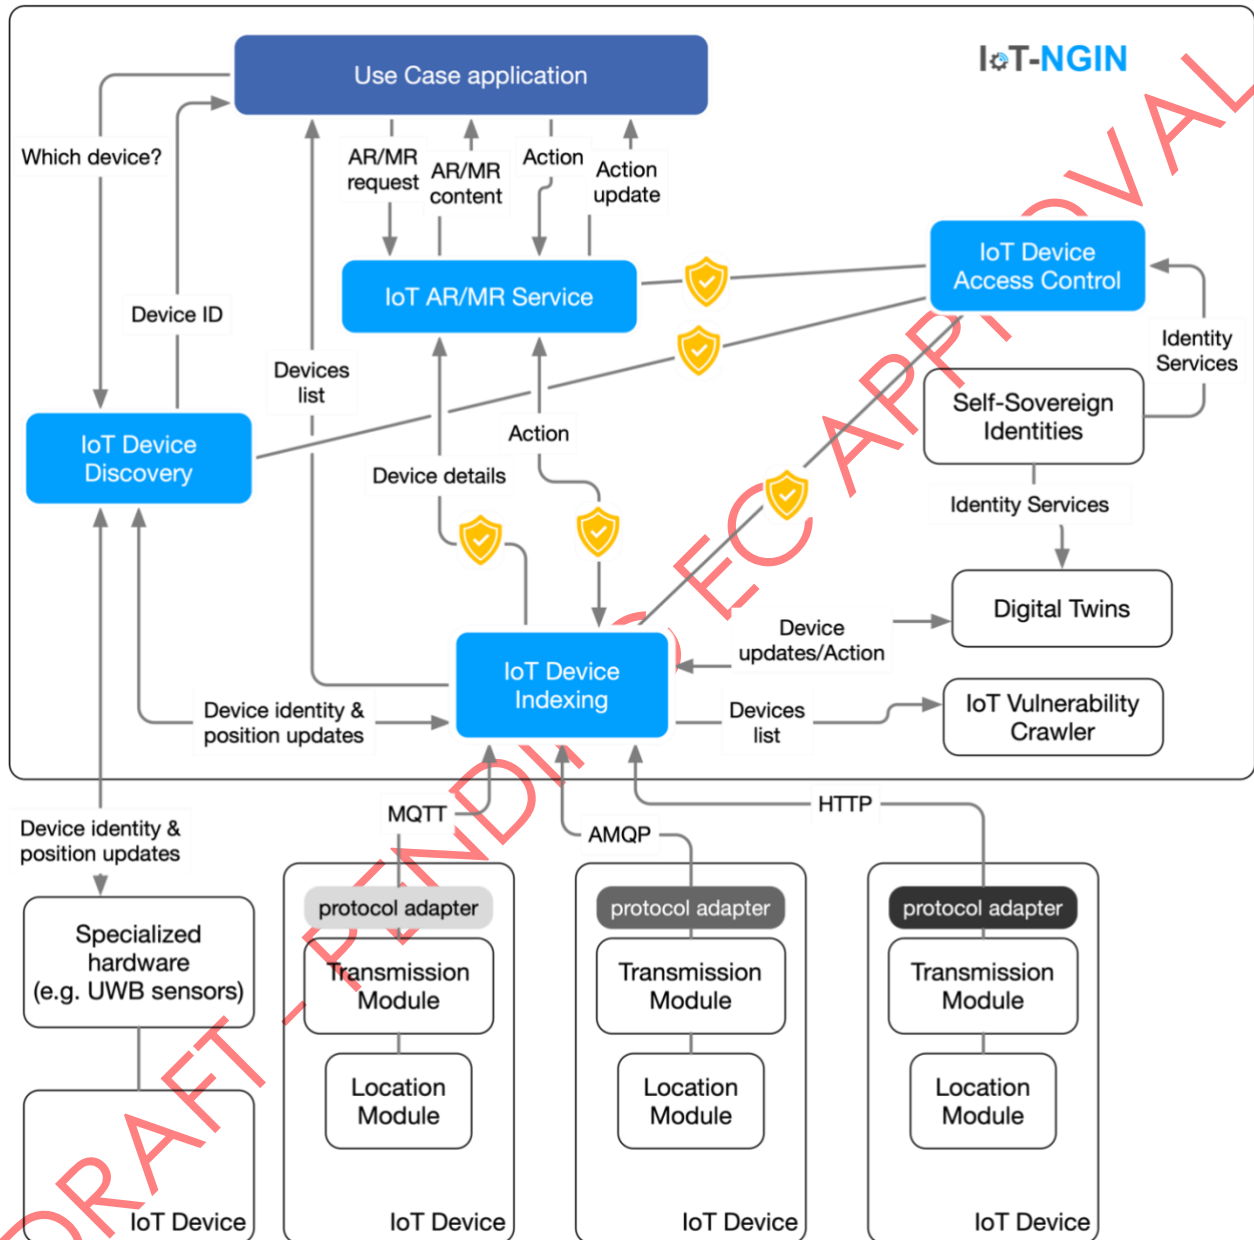 IoT-NGIN
Use Case application
Which device?
AR/MR
request
AR/MR
content
Action
Action
update
IoT Device
Access Control
IoT AR/MR Service
Device ID
Identity
Services
Devices
list
Self-Sovereign
Identities
IoT Device
Discovery
Action
Device details
Identity Services
Digital Twins
Device
updates/Action
IoT Device
Indexing
Device identity &
position updates
Devices
list
IoT Vulnerability
Crawler
MQTT
AMQP
HTTP
Device identity &
position updates
protocol adapter
protocol adapter
protocol adapter
Specialized
hardware
(e.g. UWB sensors)
Transmission
Module
Transmission
Module
Transmission
Module
Location
Module
Location
Module
Location
Module
IoT Device
IoT Device
IoT Device
IoT Device
DRAFT - PENDING EC APPROVAL